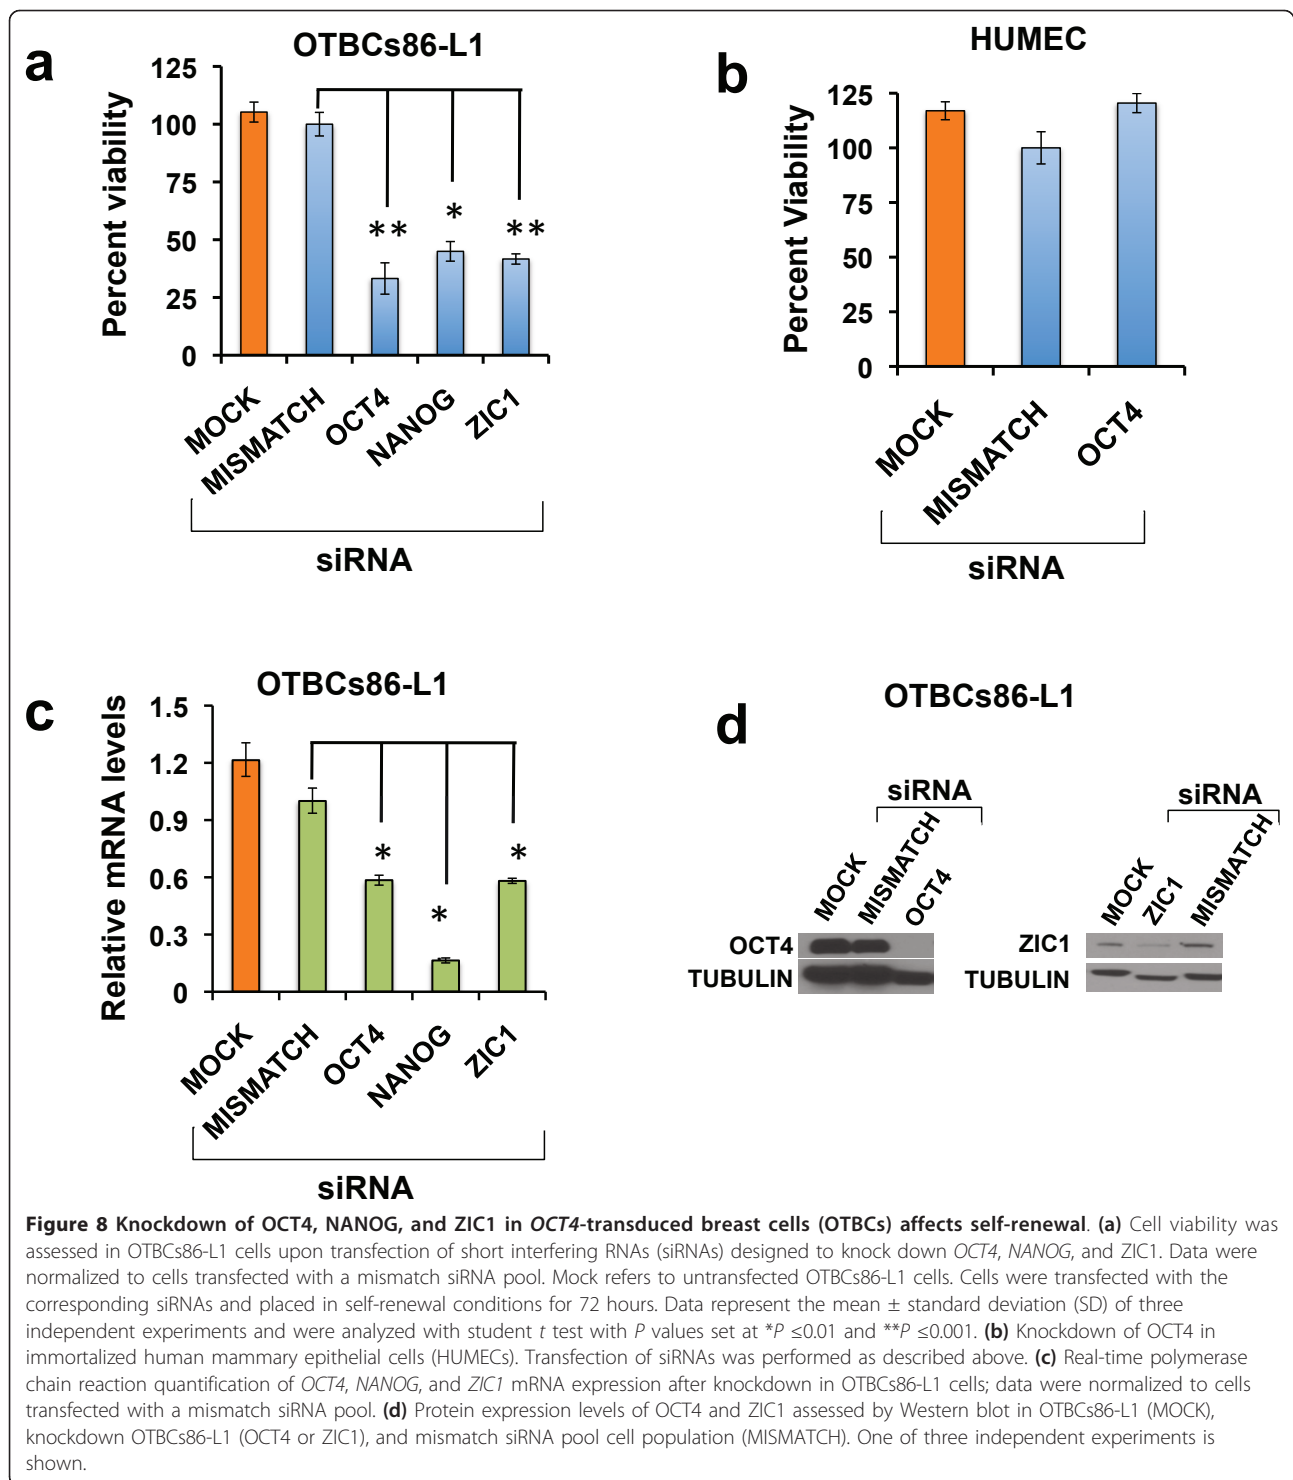 a
OTBCs86-L1
Percent viability
125
100
75
50
25
0
**
*
**
MOCK
MISMATCH
OCT4
NANOG
ZIC1
siRNA
b
HUMEC
Percent Viability
125
100
75
50
25
0
MOCK
MISMATCH
OCT4
siRNA
c
OTBCs86-L1
Relative mRNA levels
1.5
1.2
0.9
0.6
0.3
0
*
*
*
MOCK
MISMATCH
OCT4
NANOG
ZIC1
siRNA
d
OTBCs86-L1
siRNA
MOCK
MISMATCH
OCT4
OCT4
TUBULIN
siRNA
MOCK
ZIC1
MISMATCH
ZIC1
TUBULIN
Figure 8 Knockdown of OCT4, NANOG, and ZIC1 in OCT4-transduced breast cells (OTBCs) affects self-renewal. (a) Cell viability was
assessed in OTBCs86-L1 cells upon transfection of short interfering RNAs (siRNAs) designed to knock down OCT4, NANOG, and ZIC1. Data were
normalized to cells transfected with a mismatch siRNA pool. Mock refers to untransfected OTBCs86-L1 cells. Cells were transfected with the
corresponding siRNAs and placed in self-renewal conditions for 72 hours. Data represent the mean ± standard deviation (SD) of three
independent experiments and were analyzed with student t test with P values set at *P ≤0.01 and **P ≤0.001. (b) Knockdown of OCT4 in
immortalized human mammary epithelial cells (HUMECs). Transfection of siRNAs was performed as described above. (c) Real-time polymerase
chain reaction quantification of OCT4, NANOG, and ZIC1 mRNA expression after knockdown in OTBCs86-L1 cells; data were normalized to cells
transfected with a mismatch siRNA pool. (d) Protein expression levels of OCT4 and ZIC1 assessed by Western blot in OTBCs86-L1 (MOCK),
knockdown OTBCs86-L1 (OCT4 or ZIC1), and mismatch siRNA pool cell population (MISMATCH). One of three independent experiments is
shown.